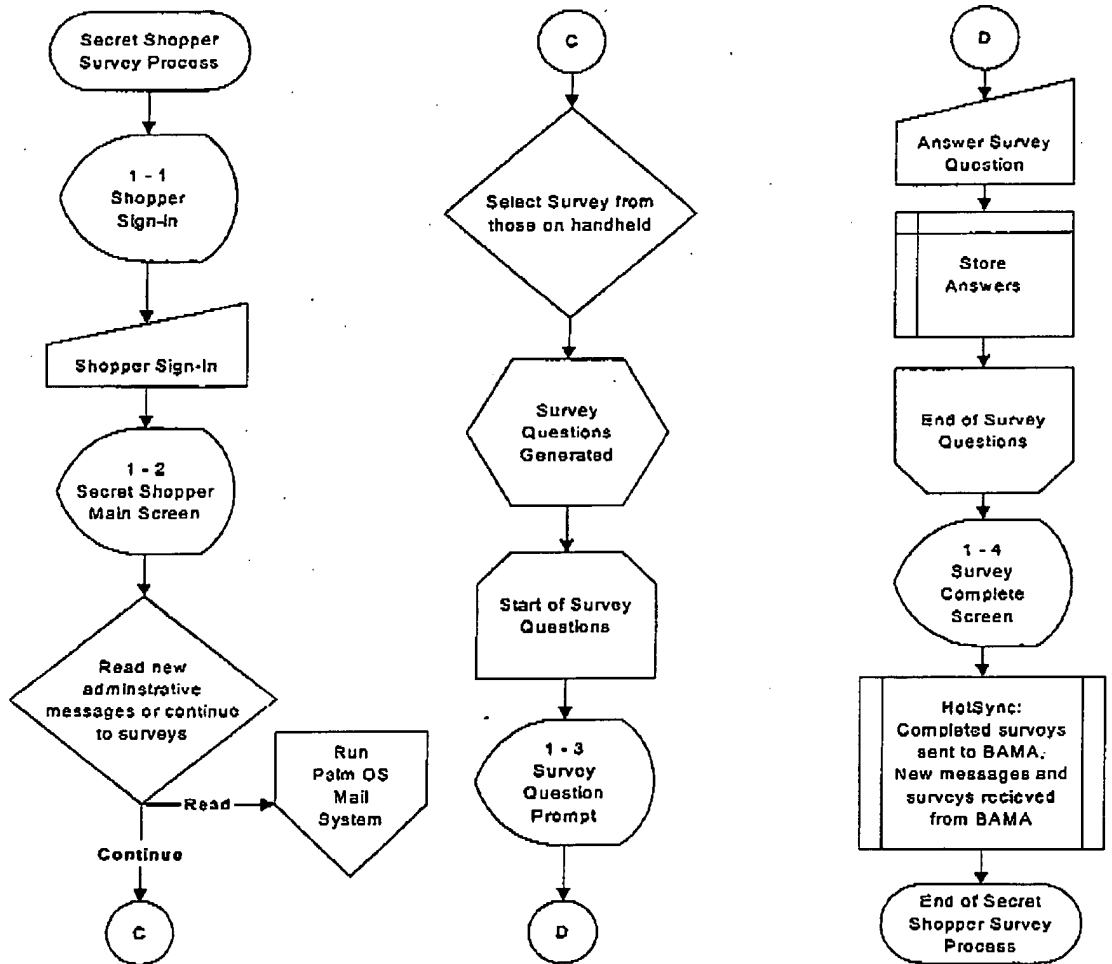 Secret Shopper
Survey Process
1 - 1
Shopper
Sign-in
Shopper Sign-In
1 - 2
Secret Shopper
Main Screen
Read new
adminstrative
messages or continue
to surveys
Read
Run
Palm OS
Mail
System
Continue
C
C
Select Survey from
those on handheld
Survey
Questions
Generated
Start of Survey
Questions
1 - 3
Survey
Question
Prompt
D
D
Answer Survey
Question
Store
Answers
End of Survey
Questions
1 - 4
Survey
Complete
Screen
HotSync:
Completed surveys
sent to BAMA.
New messages and
surveys recieved
from BAMA
End of Secret
Shopper Survey
Process